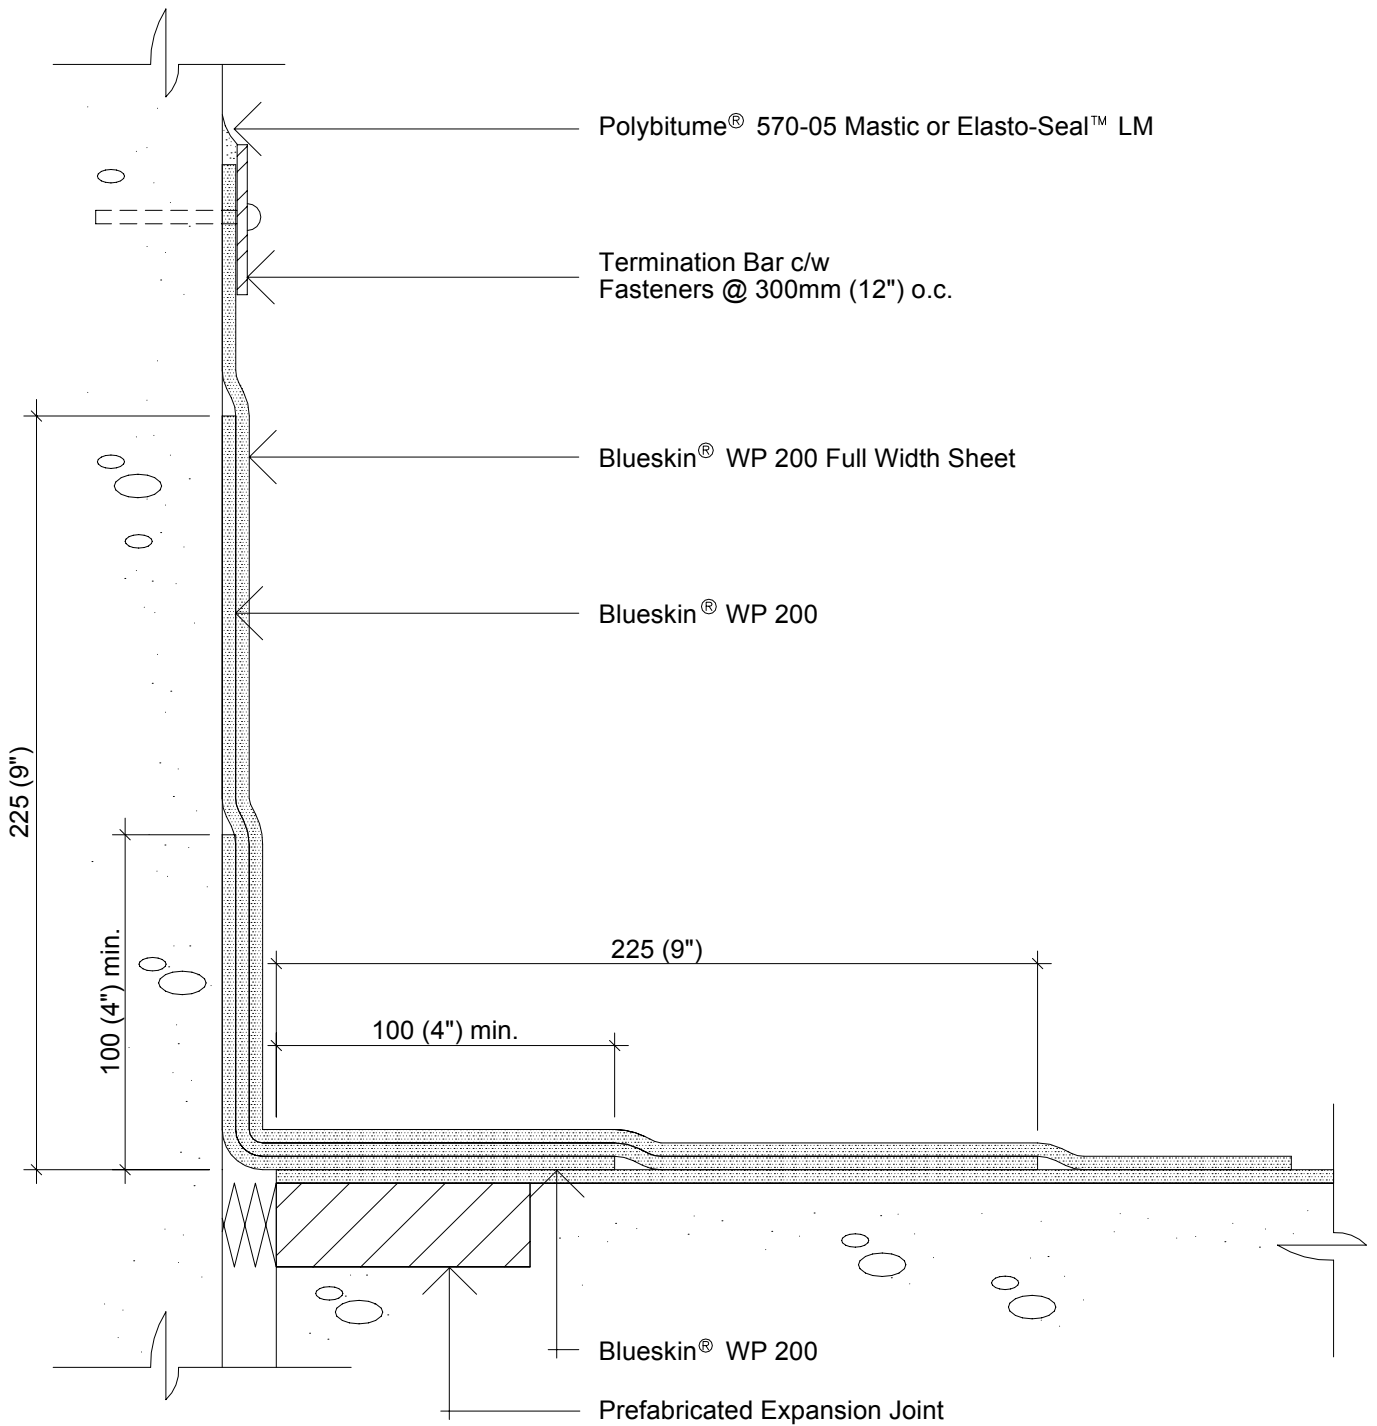 Polybitume® 570-05 Mastic or Elasto-Seal™ LM
Termination Bar c/w
Fasteners @ 300mm (12") o.c.
Blueskin® WP 200 Full Width Sheet
Blueskin® WP 200
225 (9")
100 (4") min.
225 (9")
100 (4") min.
Blueskin® WP 200
Prefabricated Expansion Joint